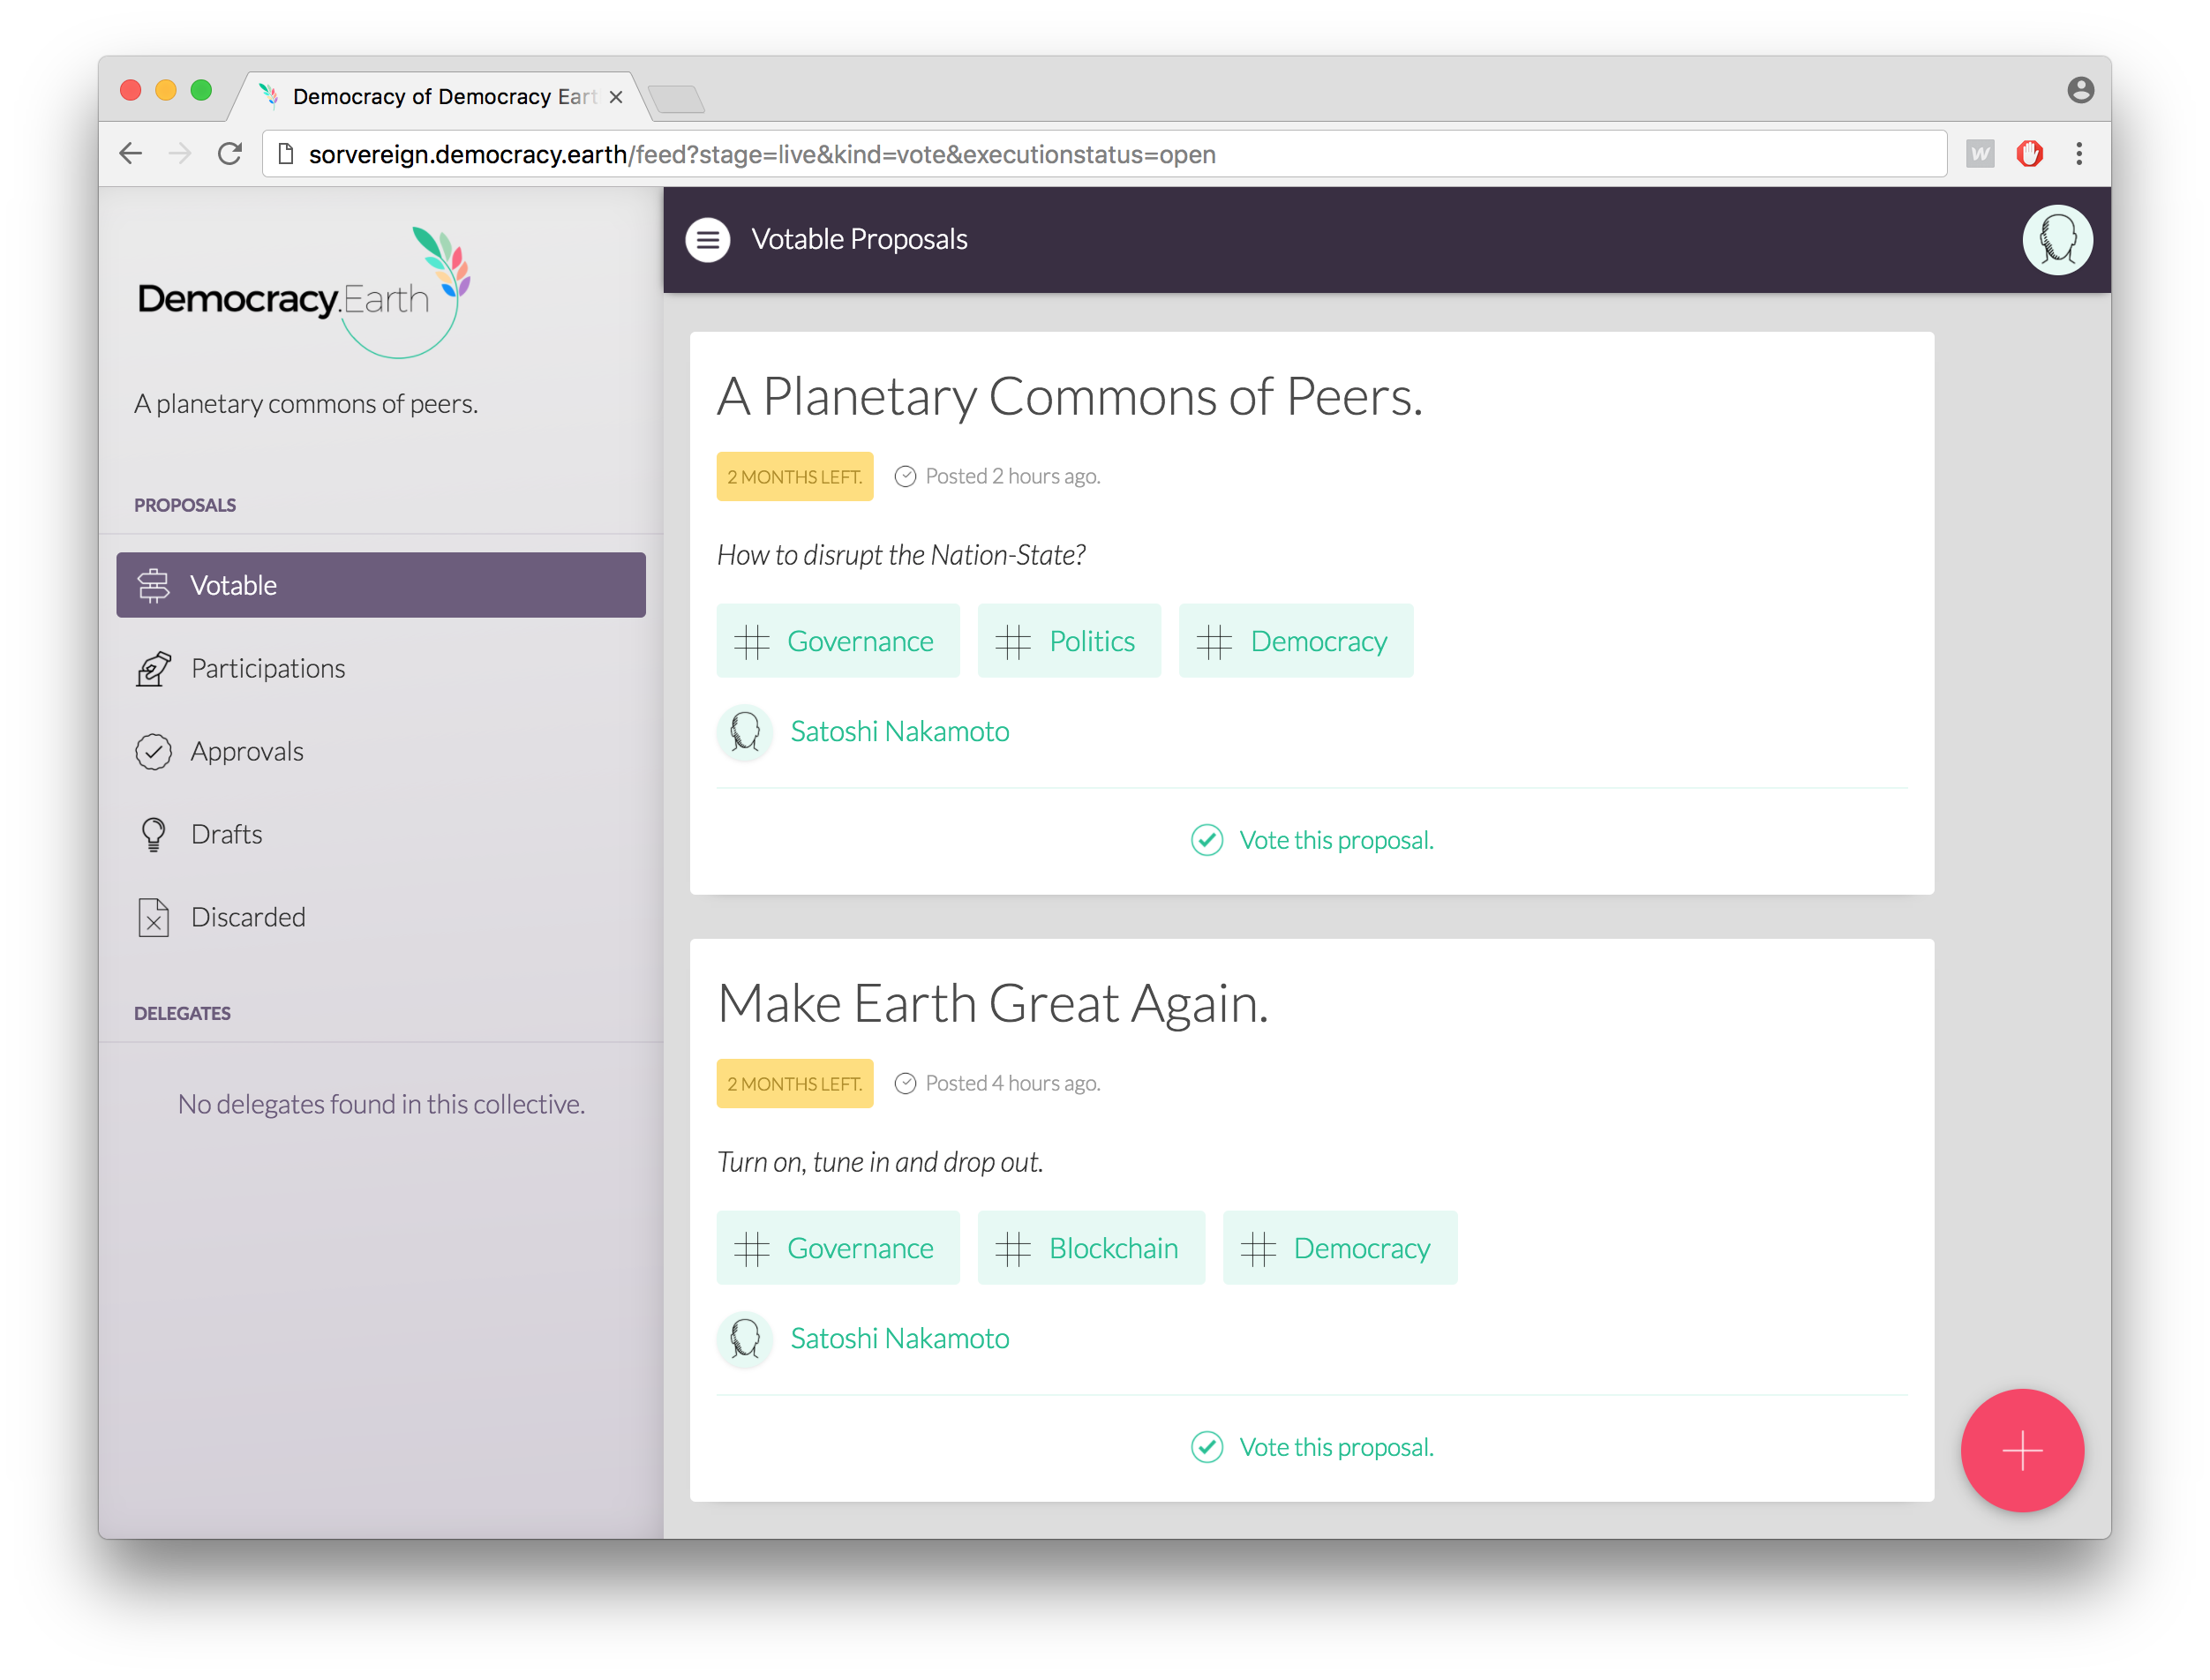 Democracy of Democracy Eart
sorvereign.democracy.earth/feed?stage=live&kind=vote&executionstatus=open
W
Democracy.Earth
A planetary commons of peers.
PROPOSALS
Votable
Participations
Approvals
Drafts
Discarded
DELEGATES
No delegates found in this collective.
Votable Proposals
A Planetary Commons of Peers.
2 MONTHS LEFT. Posted 2 hours ago.
How to disrupt the Nation-State?
# Governance # Politics # Democracy
Satoshi Nakamoto
Vote this proposal.
Make Earth Great Again.
2 MONTHS LEFT. Posted 4 hours ago.
Turn on, tune in and drop out.
# Governance # Blockchain # Democracy
Satoshi Nakamoto
Vote this proposal.